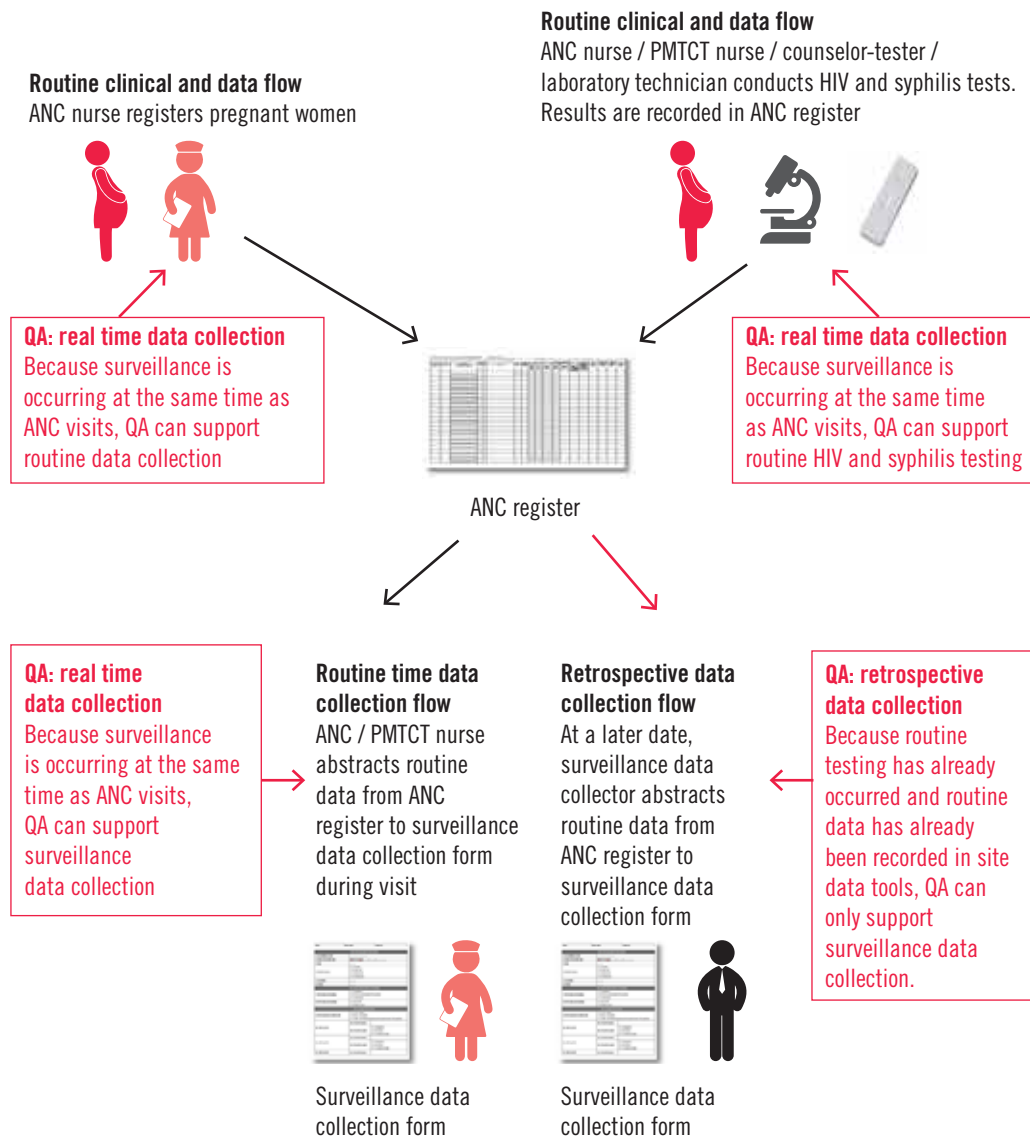 Routine clinical and data flow
ANC nurse registers pregnant women
Routine clinical and data flow
ANC nurse / PMTCT nurse / counselor-tester /
laboratory technician conducts HIV and syphilis tests.
Results are recorded in ANC register
QA: real time data collection
Because surveillance is
occurring at the same time as
ANC visits, QA can support
routine data collection
QA: real time data collection
Because surveillance is
occurring at the same time
as ANC visits, QA can support
routine HIV and syphilis testing
ANC register
QA: real time
data collection
Because surveillance
is occurring at the same
time as ANC visits,
QA can support
surveillance
data collection
Routine time data
collection flow
ANC / PMTCT nurse
abstracts routine
data from ANC
register to surveillance
data collection form
during visit
Retrospective data
collection flow
At a later date,
surveillance data
collector abstracts
routine data from
ANC register to
surveillance data
collection form
QA: retrospective
data collection
Because routine
testing has already
occurred and routine
data has already
been recorded in site
data tools, QA can
only support
surveillance data
collection.
Surveillance data
collection form
Surveillance data
collection form